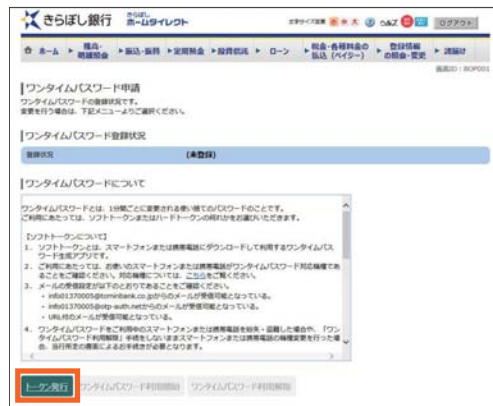 きらぼし銀行 きらぼし ホームダイレクト
文字サイズ変更 小 中 大 Q&A ログアウト
ホーム 残高・明細照会 振込・振替 定期預金 投資信託 ローン 税金・各種料金の払込（ペイジー） 登録情報の照会・変更 諸届け
画面ID：BOP001
ワンタイムパスワード申請
ワンタイムパスワードの登録状況です。
変更を行う場合は、下記メニューよりご選択ください。
ワンタイムパスワード登録状況
登録状況 (未登録)
ワンタイムパスワードについて
ワンタイムパスワードとは、1分間ごとに変更される使い捨てのパスワードのことです。
ご利用にあたっては、ソフトトークンまたはハードトークンの何れかをお選びいただきます。
【ソフトトークンについて】
1. ソフトトークンとは、スマートフォンまたは携帯電話にダウンロードして利用するワンタイムパス
ワード生成アプリです。
2. ご利用にあたっては、お使いのスマートフォンまたは携帯電話がワンタイムパスワード対応機種であ
ることをご確認ください。対応機種については、こちらをご覧ください。
3. メールの受信設定が以下のとおりであることをご確認ください。
・info01370005@tominbank.co.jpからのメールが受信可能となっている。
・info01370005@otp-auth.netからのメールが受信可能となっている。
・URL付のメールが受信可能となっている。
4. ワンタイムパスワードをご利用中のスマートフォンまたは携帯電話を紛失・盗難した場合や、「ワン
タイムパスワード利用解除」手続をしないままスマートフォンまたは携帯電話の機種変更を行った場
合、当行所定の書面によるお手続きが必要となります。
トークン発行 ワンタイムパスワード利用開始 ワンタイムパスワード利用解除